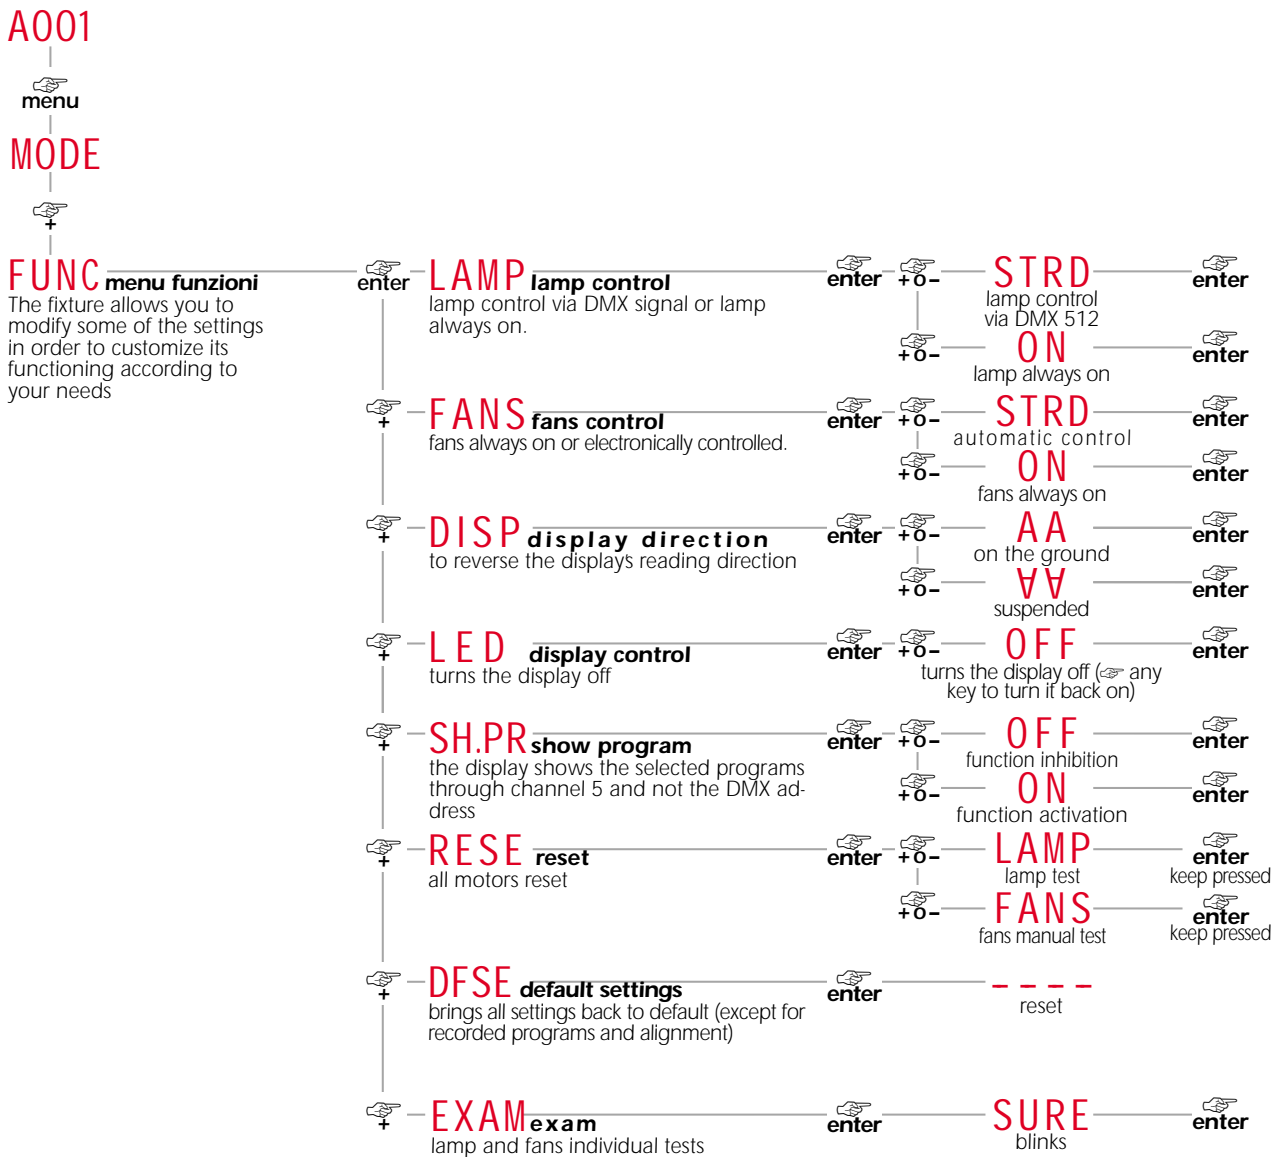 A001
menu
MODE
+
FUNC menu funzioni
The fixture allows you to
modify some of the settings
in order to customize its
functioning according to
your needs
enter LAMP lamp control enter +o- STRD enter
lamp control via DMX signal or lamp
always on.
lamp control
via DMX 512
+o- ON enter
lamp always on
+ FANS fans control enter +o- STRD enter
fans always on or electronically controlled.
automatic control
+o- ON enter
fans always on
+ DISP display direction enter +o- AA enter
to reverse the displays reading direction
on the ground
+o- ∀∀ enter
suspended
+ LED display control enter +o- OFF enter
turns the display off
turns the display off (☞ any
key to turn it back on)
+ SH.PR show program enter +o- OFF enter
the display shows the selected programs
through channel 5 and not the DMX ad-
dress
function inhibition
+o- ON enter
function activation
+ RESE reset enter +o- LAMP enter
all motors reset
lamp test
keep pressed
+o- FANS enter
fans manual test
keep pressed
+ DFSE default settings enter _ _ _ _
brings all settings back to default (except for
recorded programs and alignment)
reset
+ EXAM exam enter SURE enter
lamp and fans individual tests
blinks